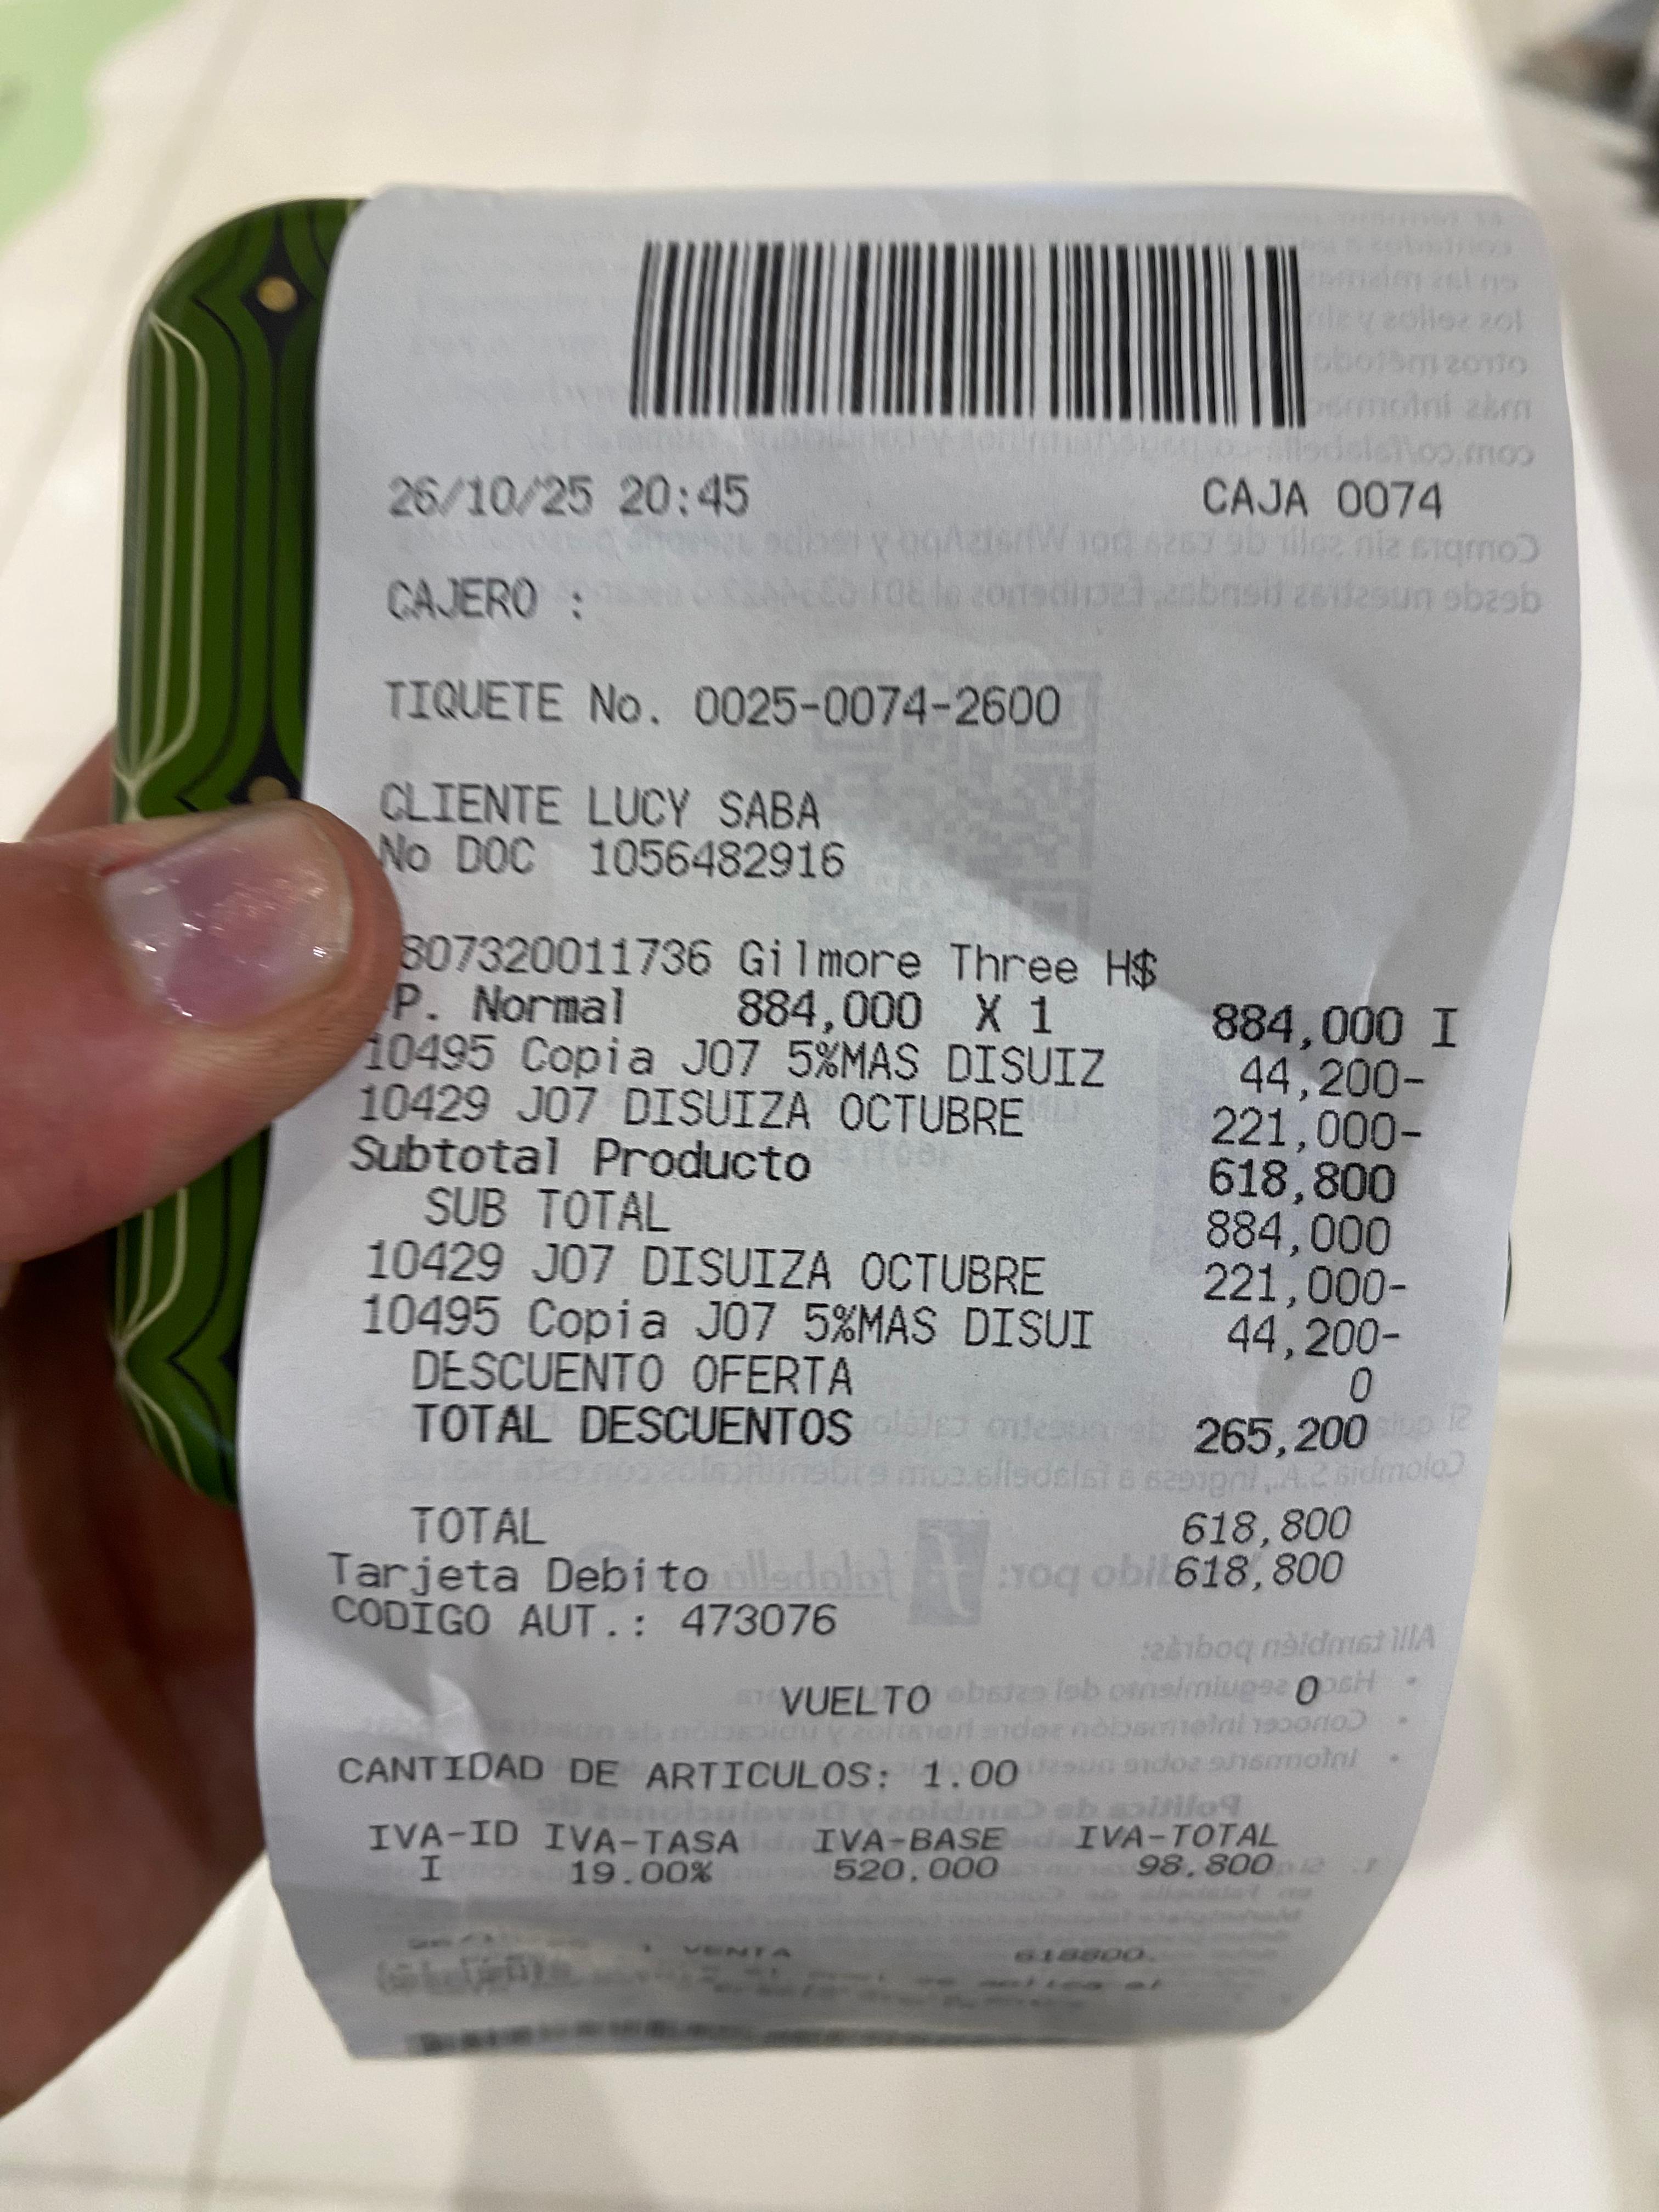 26/10/25 20:45 CAJA 0074
CAJERO :
TIQUETE No. 0025-0074-2600
CLIENTE LUCY SABA
No DOC 1056482916
807320011736 Gilmore Three H$
P. Normal 884,000 X 1 884,000 I
10495 Copia J07 5%MAS DISUIZ 44,200-
10429 J07 DISUIZA OCTUBRE 221,000-
Subtotal Producto 618,800
SUB TOTAL 884,000
10429 J07 DISUIZA OCTUBRE 221,000-
10495 Copia J07 5%MAS DISUI 44,200-
DESCUENTO OFERTA 0
TOTAL DESCUENTOS 265,200
TOTAL 618,800
Tarjeta Debito 618,800
CODIGO AUT.: 473076
VUELTO 0
CANTIDAD DE ARTICULOS: 1.00
IVA-ID IVA-TASA IVA-BASE IVA-TOTAL
I 19.00% 520,000 98,800
VENTA 618800.